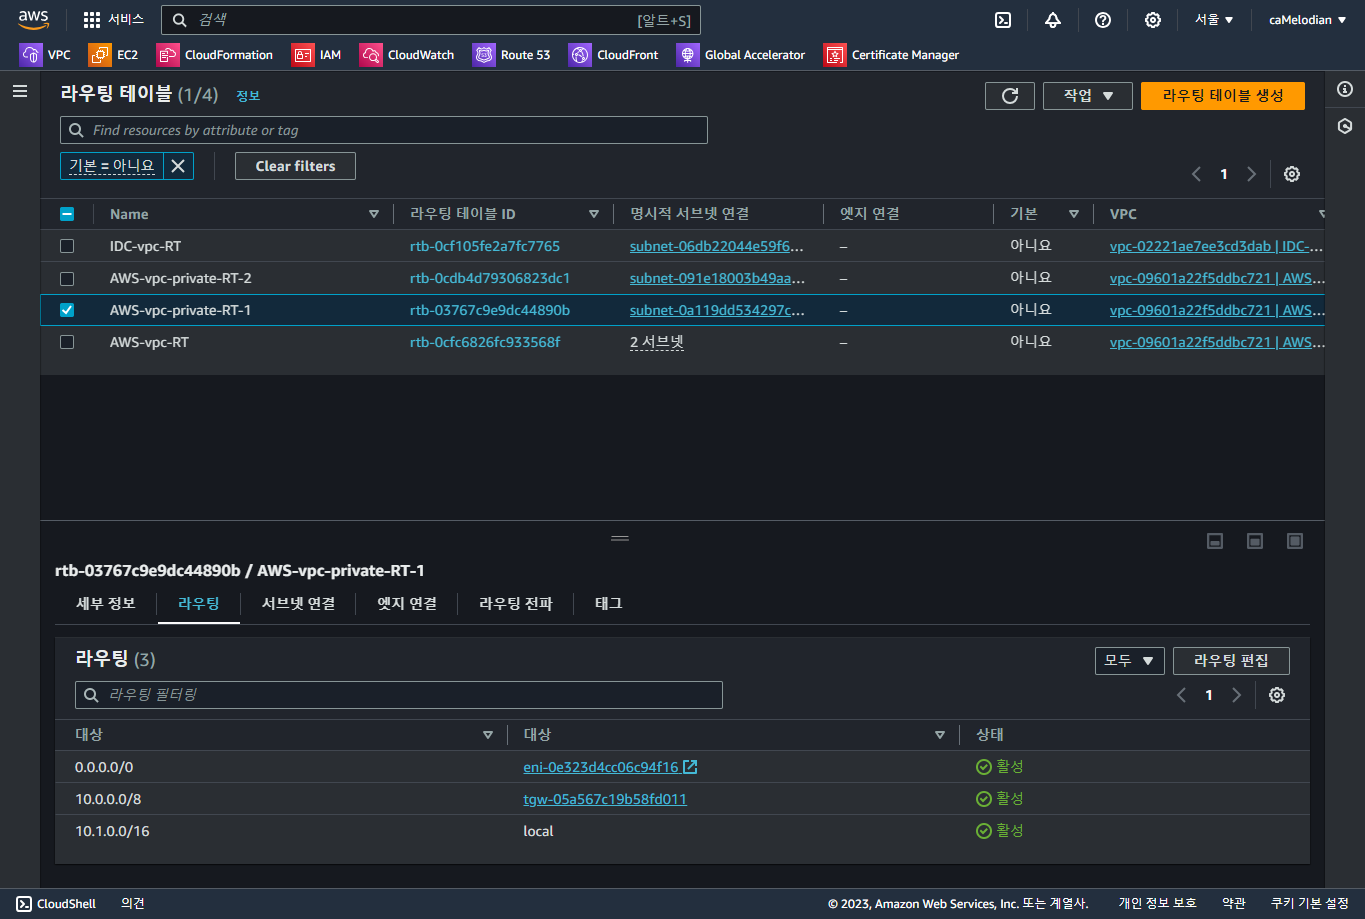 aws
서비스
검색
[알트+S]
서울 ▼
caMelodian ▼
VPC
EC2
CloudFormation
IAM
CloudWatch
Route 53
CloudFront
Global Accelerator
Certificate Manager
라우팅 테이블 (1/4) 정보
작업 ▼
라우팅 테이블 생성
Find resources by attribute or tag
기본 = 아니요
Clear filters
1
Name 라우팅 테이블 ID 명시적 서브넷 연결 엣지 연결 기본 VPC
IDC-vpc-RT rtb-0cf105fe2a7fc7765 subnet-06db22044e59f6... – 아니요 vpc-02221ae7ee3cd3dab | IDC-...
AWS-vpc-private-RT-2 rtb-0cdb4d79306823dc1 subnet-091e18003b49aa... – 아니요 vpc-09601a22f5ddbc721 | AWS...
AWS-vpc-private-RT-1 rtb-03767c9e9dc44890b subnet-0a119dd534297c... – 아니요 vpc-09601a22f5ddbc721 | AWS...
AWS-vpc-RT rtb-0cfc6826fc933568f 2 서브넷 – 아니요 vpc-09601a22f5ddbc721 | AWS...
rtb-03767c9e9dc44890b / AWS-vpc-private-RT-1
세부 정보 라우팅 서브넷 연결 엣지 연결 라우팅 전파 태그
라우팅 (3)
모두 ▼
라우팅 편집
라우팅 필터링
1
대상 대상 상태
0.0.0.0/0 eni-0e323d4cc06c94f16 활성
10.0.0.0/8 tgw-05a567c19b58fd011 활성
10.1.0.0/16 local 활성
CloudShell 의견 © 2023, Amazon Web Services, Inc. 또는 계열사. 개인 정보 보호 약관 쿠키 기본 설정